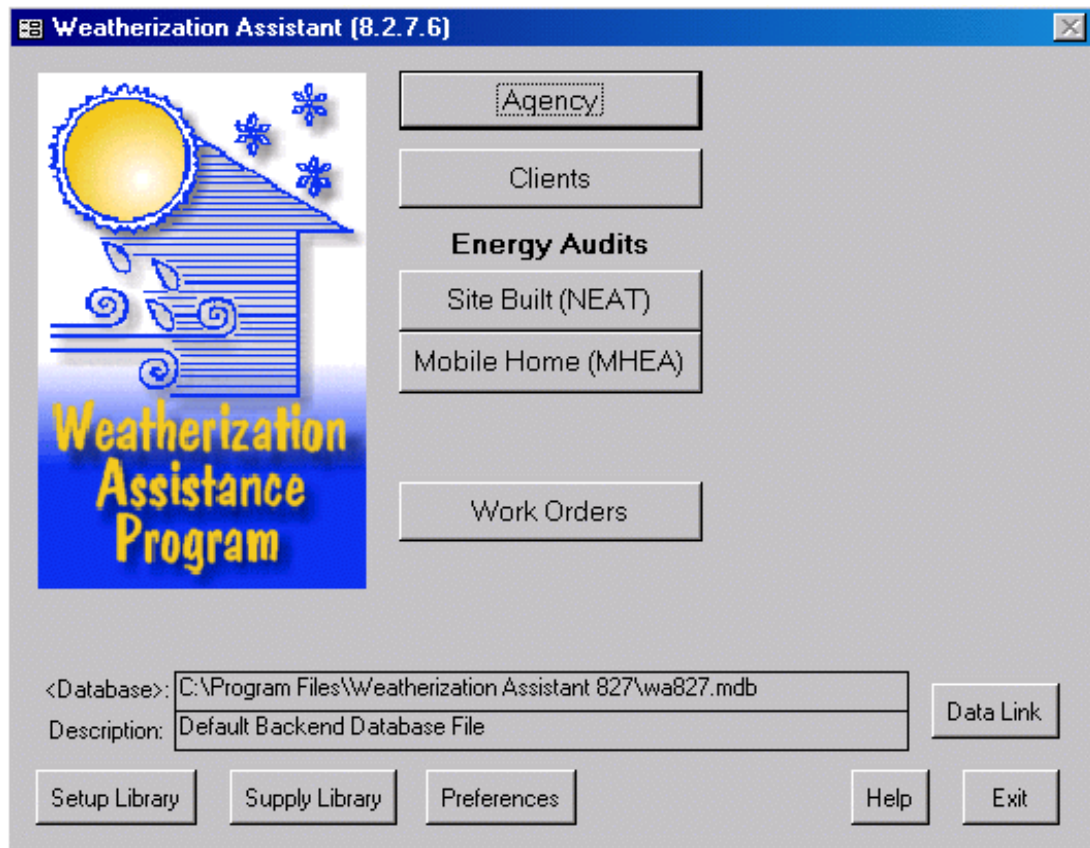 Weatherization Assistant (8.2.7.6)
Agency
Clients
Energy Audits
Site Built (NEAT)
Mobile Home (MHEA)
Work Orders
Weatherization
Assistance
Program
<Database>: C:\Program Files\Weatherization Assistant 827\wa827.mdb
Description: Default Backend Database File
Data Link
Setup Library Supply Library Preferences Help Exit